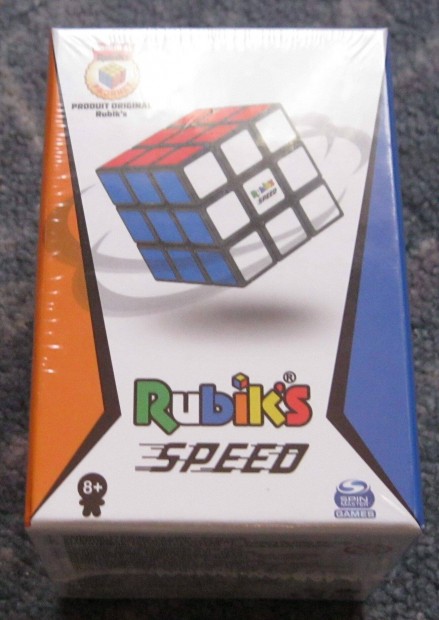 PRODUIT ORIGINAL
Rubik's
Rubik's
SPEED
Rubik's®
SPEED
8+
SPIN
MASTER
GAMES